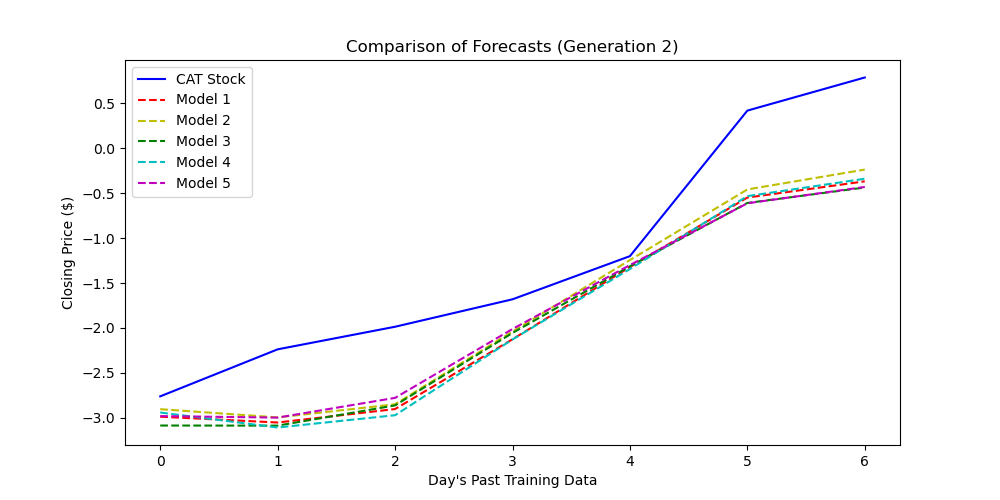 Comparison of Forecasts (Generation 2)
CAT Stock
Model 1
Model 2
Model 3
Model 4
Model 5
Closing Price ($)
0.5
0.0
−0.5
−1.0
−1.5
−2.0
−2.5
−3.0
0 1 2 3 4 5 6
Day's Past Training Data